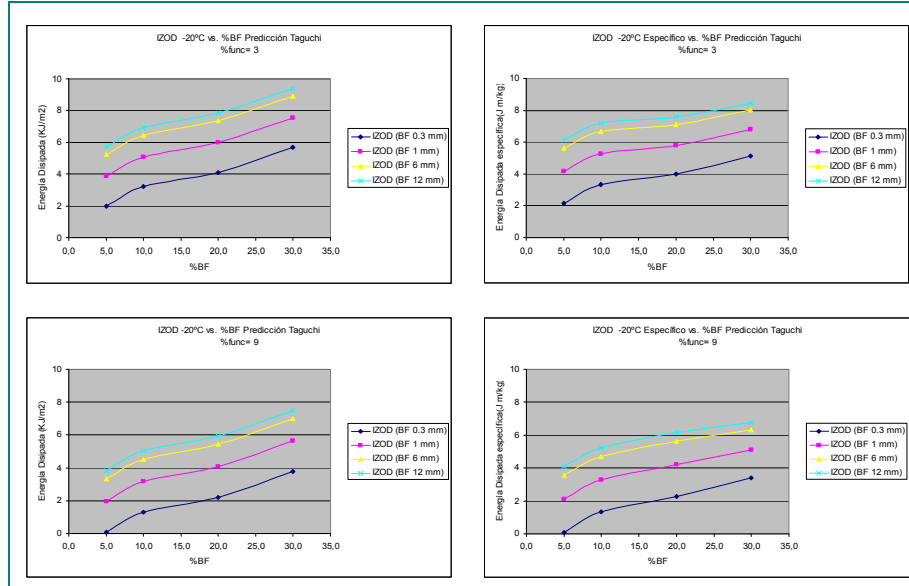 IZOD -20ºC vs. %BF Predicción Taguchi
%func= 3
Energía Disipada (KJ/m2)
10
8
6
4
2
0
0,0 5,0 10,0 15,0 20,0 25,0 30,0 35,0
%BF
IZOD (BF 0.3 mm)
IZOD (BF 1 mm)
IZOD (BF 6 mm)
IZOD (BF 12 mm)
IZOD -20ºC Específico vs. %BF Predicción Taguchi
%func= 3
Energía Disipada específica(J m/kg)
10
8
6
4
2
0
0,0 5,0 10,0 15,0 20,0 25,0 30,0 35,0
%BF
IZOD (BF 0.3 mm)
IZOD (BF 1 mm)
IZOD (BF 6 mm)
IZOD (BF 12 mm)
IZOD -20ºC vs. %BF Predicción Taguchi
%func= 9
Energía Disipada (KJ/m2)
10
8
6
4
2
0
0,0 5,0 10,0 15,0 20,0 25,0 30,0 35,0
%BF
IZOD (BF 0.3 mm)
IZOD (BF 1 mm)
IZOD (BF 6 mm)
IZOD (BF 12 mm)
IZOD -20ºC Específico vs. %BF Predicción Taguchi
%func= 9
Energía Disipada específica(J m/kg)
10
8
6
4
2
0
0,0 5,0 10,0 15,0 20,0 25,0 30,0 35,0
%BF
IZOD (BF 0.3 mm)
IZOD (BF 1 mm)
IZOD (BF 6 mm)
IZOD (BF 12 mm)